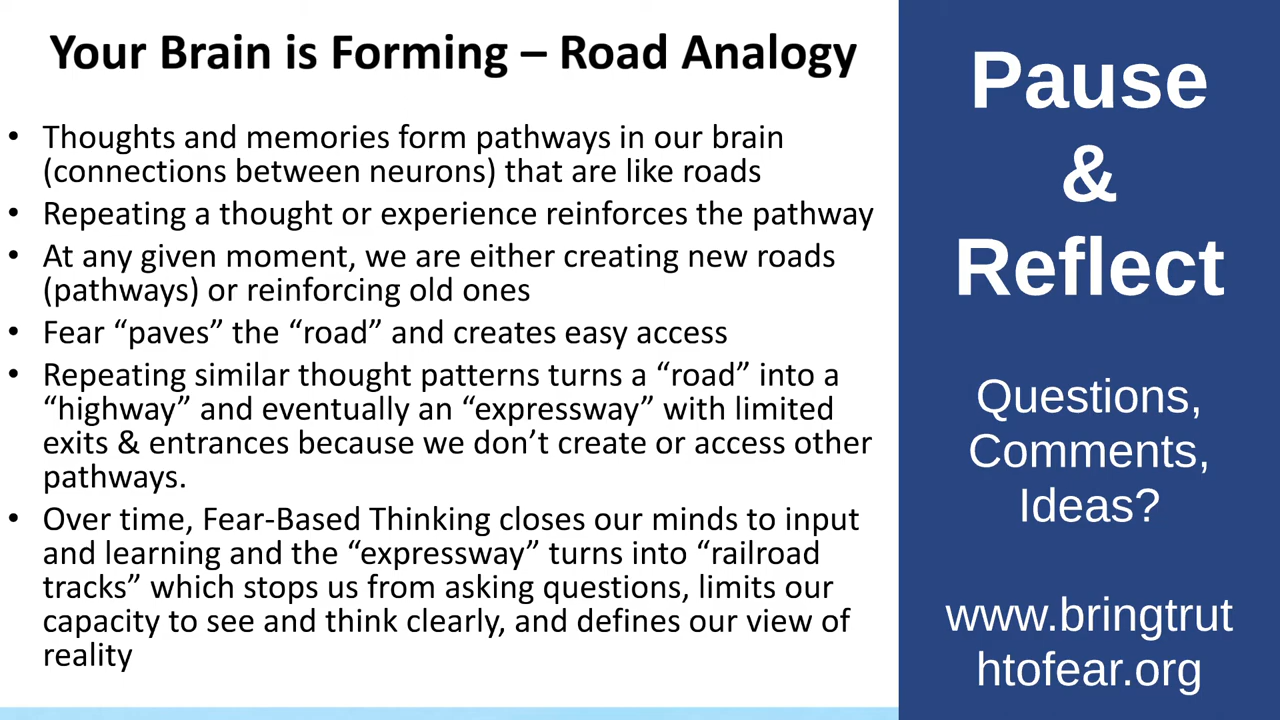 Your Brain is Forming – Road Analogy
• Thoughts and memories form pathways in our brain
(connections between neurons) that are like roads
• Repeating a thought or experience reinforces the pathway
• At any given moment, we are either creating new roads
(pathways) or reinforcing old ones
• Fear “paves” the “road” and creates easy access
• Repeating similar thought patterns turns a “road” into a
“highway” and eventually an “expressway” with limited
exits & entrances because we don’t create or access other
pathways.
• Over time, Fear-Based Thinking closes our minds to input
and learning and the “expressway” turns into “railroad
tracks” which stops us from asking questions, limits our
capacity to see and think clearly, and defines our view of
reality
Pause
&
Reflect
Questions,
Comments,
Ideas?
www.bringtrut
htofear.org